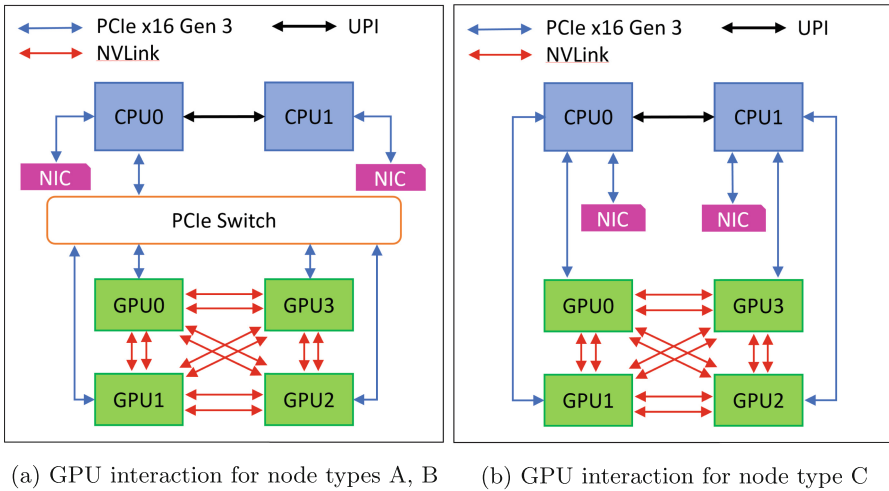 PCIe x16 Gen 3 UPI
NVLink
CPU0 CPU1
NIC NIC
PCIe Switch
GPU0 GPU3
GPU1 GPU2
(a) GPU interaction for node types A, B
PCIe x16 Gen 3 UPI
NVLink
CPU0 CPU1
NIC NIC
GPU0 GPU3
GPU1 GPU2
(b) GPU interaction for node type C